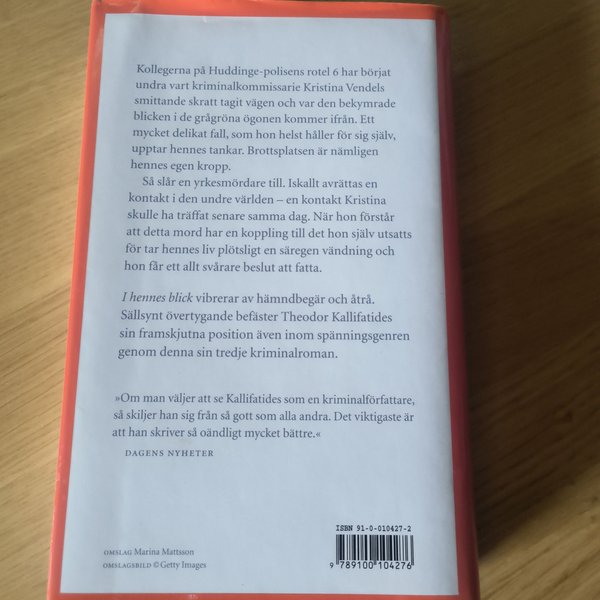 Kollegerna på Huddinge-polisens rotel 6 har börjat
undra vart kriminalkommissarie Kristina Vendels
smittande skratt tagit vägen och var den bekymrade
blicken i de grågröna ögonen kommer ifrån. Ett
mycket delikat fall, som hon helst håller för sig själv,
upptar hennes tankar. Brottsplatsen är nämligen
hennes egen kropp.
Så slår en yrkesmördare till. Iskallt avrättas en
kontakt i den undre världen – en kontakt Kristina
skulle ha träffat senare samma dag. När hon förstår
att detta mord har en koppling till det hon själv utsatts
för tar hennes liv plötsligt en säregen vändning och
hon får ett allt svårare beslut att fatta.
I hennes blick vibrerar av hämndbegär och åtrå.
Sällsynt övertygande befäster Theodor Kallifatides
sin framskjutna position även inom spänningsgenren
genom denna sin tredje kriminalroman.
»Om man väljer att se Kallifatides som en kriminalförfattare,
så skiljer han sig från så gott som alla andra. Det viktigaste är
att han skriver så oändligt mycket bättre.«
DAGENS NYHETER
ISBN 91-0-010427-2
OMSLAG Marina Mattsson
OMSLAGSBILD © Getty Images
9 789100 104276